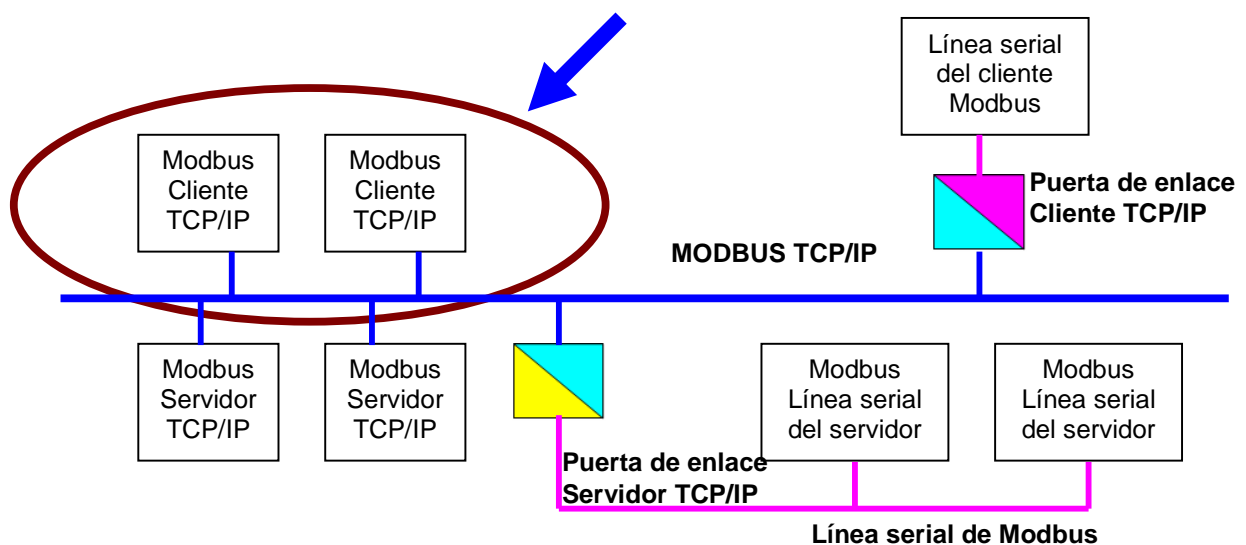 Línea serial
del cliente
Modbus
Modbus
Cliente
TCP/IP
Modbus
Cliente
TCP/IP
Puerta de enlace
Cliente TCP/IP
MODBUS TCP/IP
Modbus
Servidor
TCP/IP
Modbus
Servidor
TCP/IP
Modbus
Línea serial
del servidor
Modbus
Línea serial
del servidor
Puerta de enlace
Servidor TCP/IP
Línea serial de Modbus